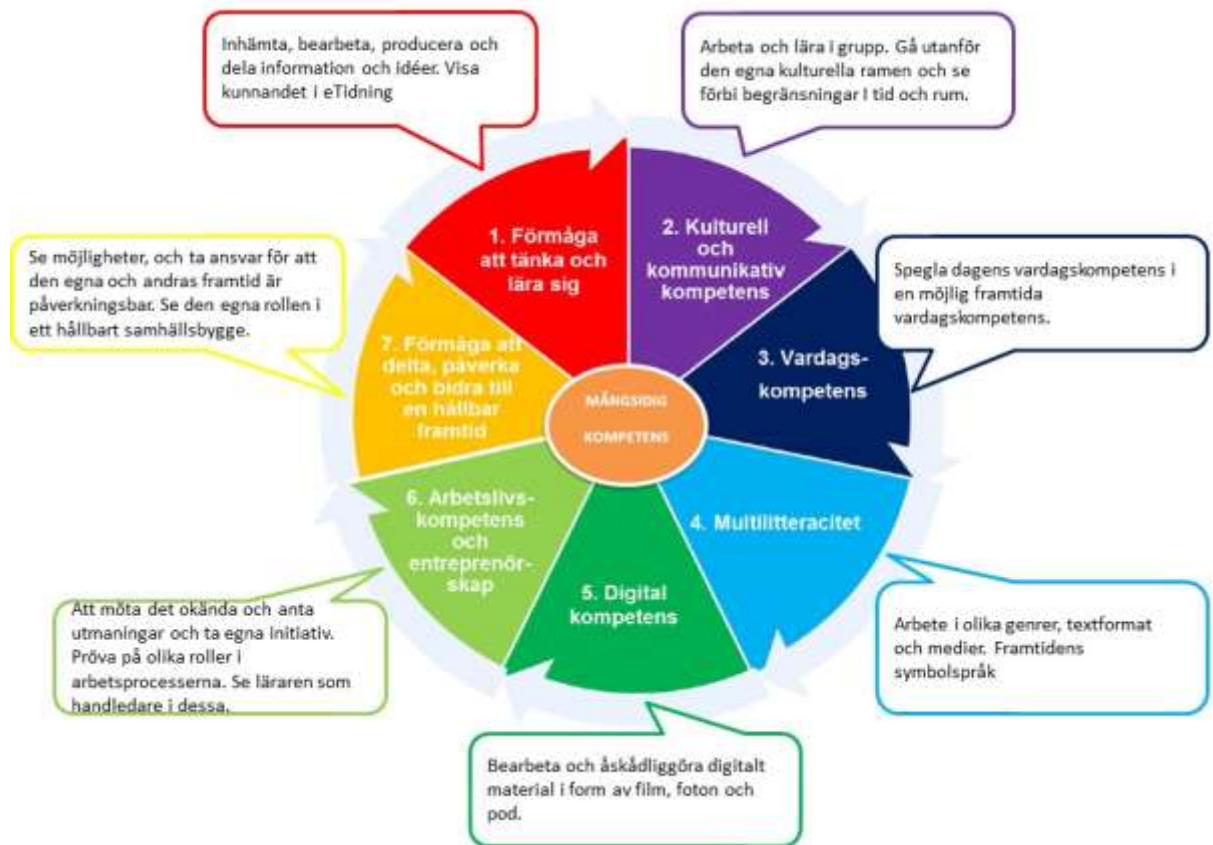 Inhämta, bearbeta, producera och
dela information och idéer. Visa
kunnandet i eTidning
Arbeta och lära i grupp. Gå utanför
den egna kulturella ramen och se
förbi begränsningar I tid och rum.
1. Förmåga
att tänka och
lära sig
2. Kulturell
och
kommunikativ
kompetens
Se möjligheter, och ta ansvar för att
den egna och andras framtid är
påverkningsbar. Se den egna rollen i
ett hållbart samhällsbygge.
Spegla dagens vardagskompetens i
en möjlig framtida
vardagskompetens.
7. Förmåga att
delta, påverka
och bidra till
en hållbar
framtid
3. Vardags-
kompetens
MÅNGSIDIG
KOMPETENS
6. Arbetslivs-
kompetens
och
entreprenör-
skap
4. Multilitteracitet
5. Digital
kompetens
Att möta det okända och anta
utmaningar och ta egna initiativ.
Pröva på olika roller i
arbetsprocesserna. Se läraren som
handledare i dessa.
Arbete i olika genrer, textformat
och medier. Framtidens
symbolspråk
Bearbeta och åskådliggöra digitalt
material i form av film, foton och
pod.